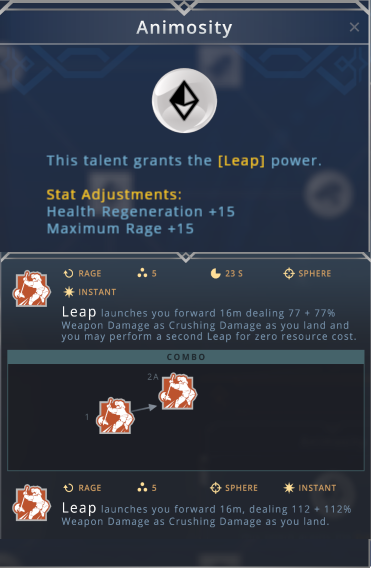 Animosity
This talent grants the [Leap] power.
Stat Adjustments:
Health Regeneration +15
Maximum Rage +15
RAGE 5 23 S SPHERE
INSTANT
Leap launches you forward 16m dealing 77 + 77%
Weapon Damage as Crushing Damage as you land and
you may perform a second Leap for zero resource cost.
COMBO
2A
1
RAGE 5 SPHERE INSTANT
Leap launches you forward 16m, dealing 112 + 112%
Weapon Damage as Crushing Damage as you land.